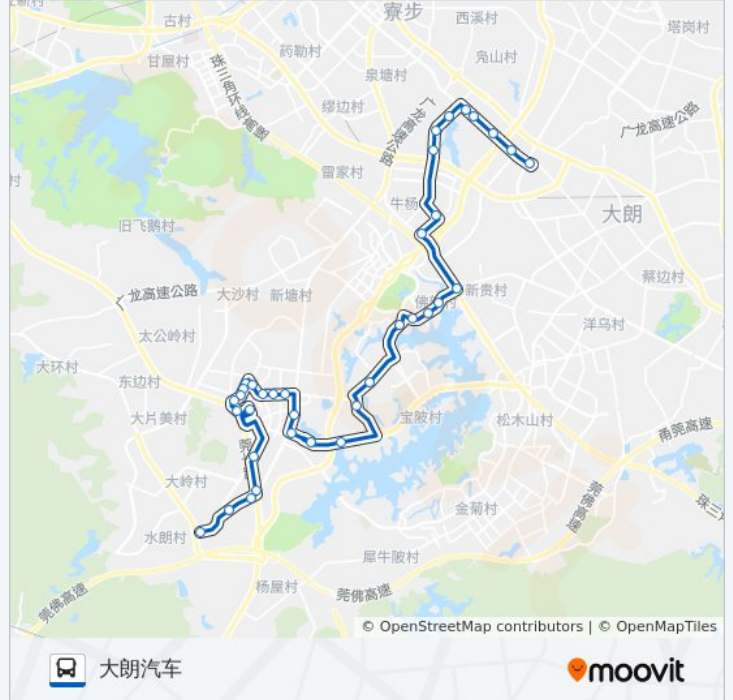 寮步
古村
西溪村
塔岗村
甘屋村
药勒村
凫山村
珠三角环线高速
泉塘村
缪边村
广龙高速公路
广龙高速公路
雷家村
村
牛杨
大朗
旧飞鹅村
蔡边村
广龙高速公路
大沙村
新塘村
新贵村
洋乌村
太公岭村
大环村
东边村
大片美村
宝陂村
松木山村
甬莞高速
大岭村
莞佛高速
金菊村
水朗村
犀牛陂村
杨屋村
莞佛高速
莞佛高速
© OpenStreetMap contributors | © OpenMapTiles
大朗汽车
moovit